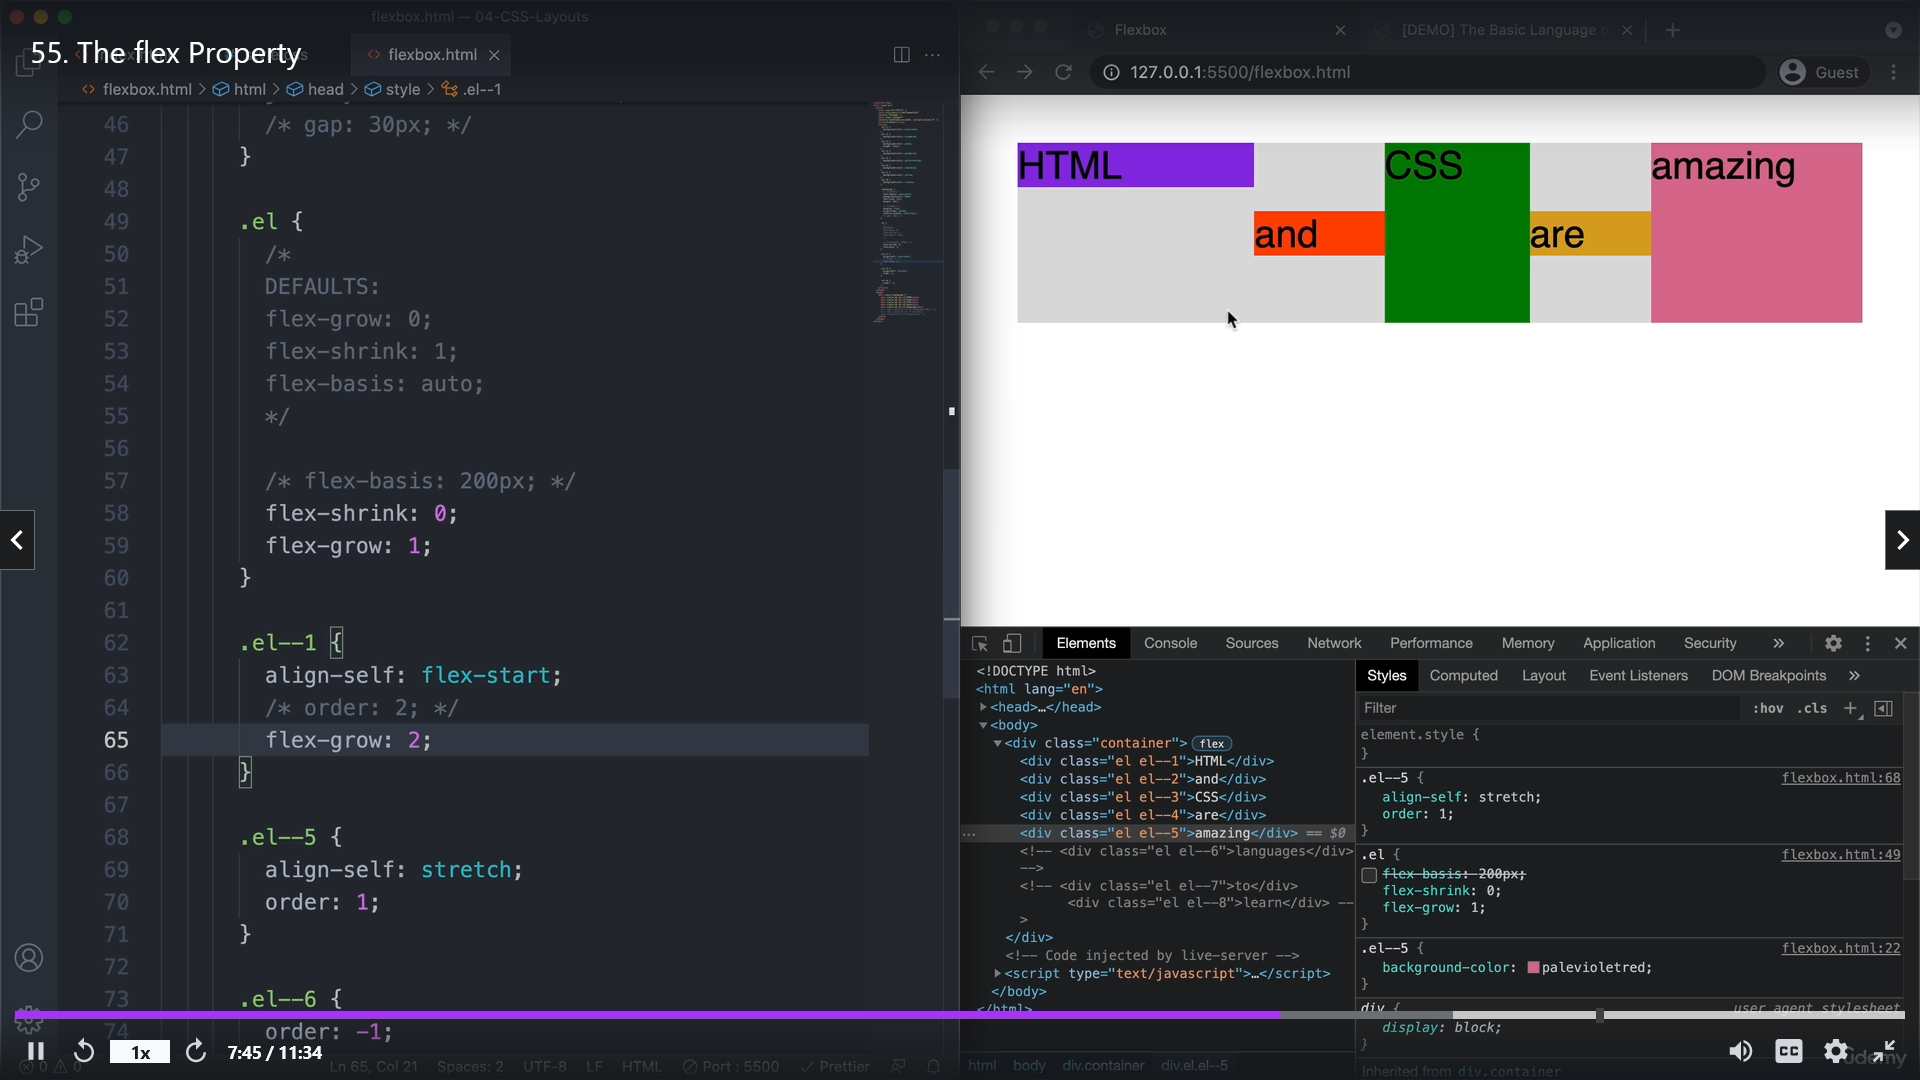 flexbox.html — 04-CSS-Layouts
55. The flex Property
<> flexbox.html ×
<> flexbox.html > html > head > style > .el--1
46 /* gap: 30px; */
47 }
48
49 .el {
50 /*
51 DEFAULTS:
52 flex-grow: 0;
53 flex-shrink: 1;
54 flex-basis: auto;
55 */
56
57 /* flex-basis: 200px; */
58 flex-shrink: 0;
59 flex-grow: 1;
60 }
61
62 .el--1 {
63 align-self: flex-start;
64 /* order: 2; */
65 flex-grow: 2;
66 }
67
68 .el--5 {
69 align-self: stretch;
70 order: 1;
71 }
72
73 .el--6 {
74 order: -1;
1x
7:45 / 11:34
Ln 65, Col 21 Spaces: 2 UTF-8 LF HTML Port : 5500 Prettier
Flexbox
[DEMO] The Basic Language o
127.0.0.1:5500/flexbox.html
Guest
HTML
and
CSS
are
amazing
Elements Console Sources Network Performance Memory Application Security »
<!DOCTYPE html>
<html lang="en">
<head>…</head>
<body>
<div class="container"> flex
<div class="el el--1">HTML</div>
<div class="el el--2">and</div>
<div class="el el--3">CSS</div>
<div class="el el--4">are</div>
<div class="el el--5">amazing</div> == $0
<!-- <div class="el el--6">languages</div>
-->
<!-- <div class="el el--7">to</div>
<div class="el el--8">learn</div> --
>
</div>
<!-- Code injected by live-server -->
<script type="text/javascript">…</script>
</body>
</html>
html body div.container div.el.el--5
Styles Computed Layout Event Listeners DOM Breakpoints »
Filter :hov .cls +
element.style {
}
.el--5 { flexbox.html:68
align-self: stretch;
order: 1;
}
.el { flexbox.html:49
flex-basis: 200px;
flex-shrink: 0;
flex-grow: 1;
}
.el--5 { flexbox.html:22
background-color: palevioletred;
}
div { user agent stylesheet
display: block;
}
Inherited from div.container
CC
ûdemy